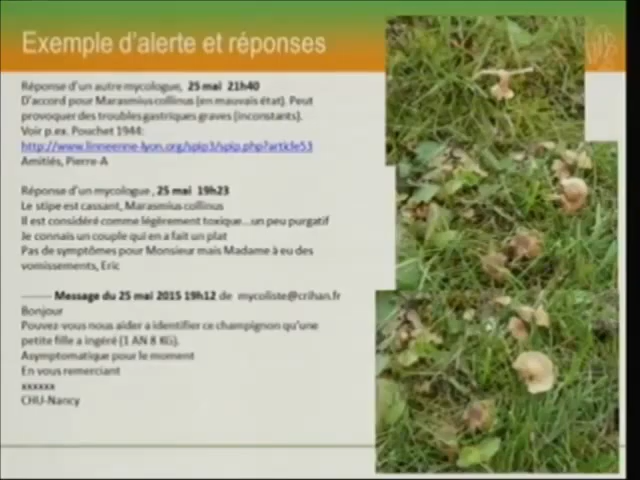 Exemple d'alerte et réponses
Réponse d'un autre mycologue, 25 mai 21h40
D'accord pour Marasmius collinus (en mauvais état). Peut
provoquer des troubles gastriques graves (inconstants).
Voir p.ex. Pouchet 1944:
http://www.linneenne-lyon.org/spip3/spip.php?article53
Amitiés, Pierre-A
Réponse d'un mycologue, 25 mai 19h23
Le stipe est cassant, Marasmius collinus
Il est considéré comme légèrement toxique...un peu purgatif
Je connais un couple qui en a fait un plat
Pas de symptômes pour Monsieur mais Madame à eu des
vomissements, Eric
-------- Message du 25 mai 2015 19h12 de mycoliste@crihan.fr
Bonjour
Pouvez-vous nous aider a identifier ce champignon qu'une
petite fille a ingéré (1 AN 8 KG).
Asymptomatique pour le moment
En vous remerciant
xxxxxx
CHU-Nancy